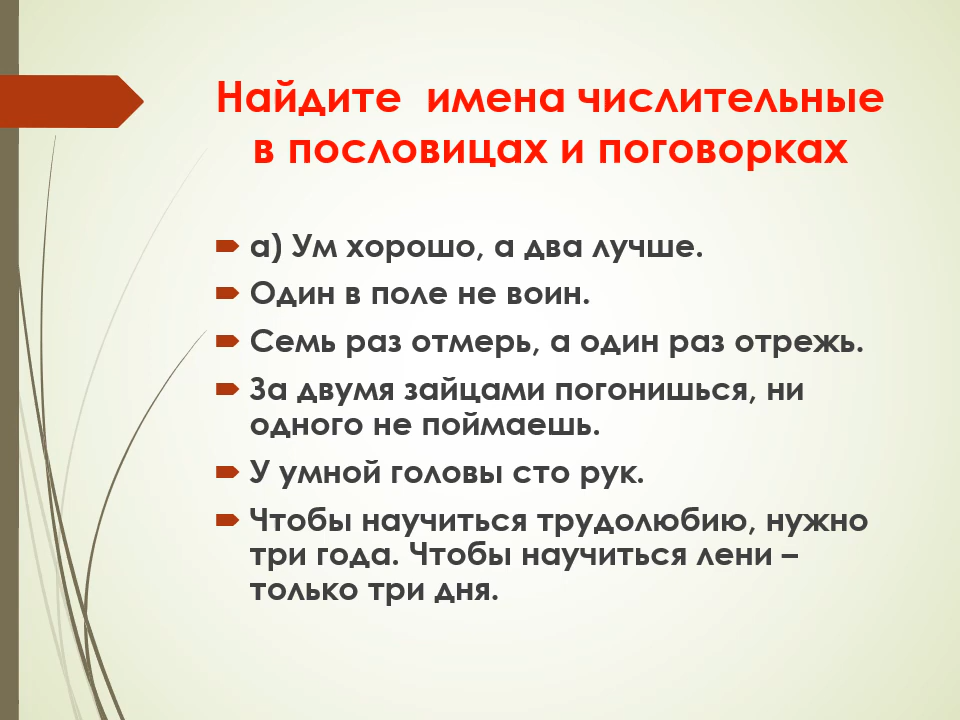 Найдите имена числительные
в пословицах и поговорках
а) Ум хорошо, а два лучше.
Один в поле не воин.
Семь раз отмерь, а один раз отрежь.
За двумя зайцами погонишься, ни
одного не поймаешь.
У умной головы сто рук.
Чтобы научиться трудолюбию, нужно
три года. Чтобы научиться лени –
только три дня.